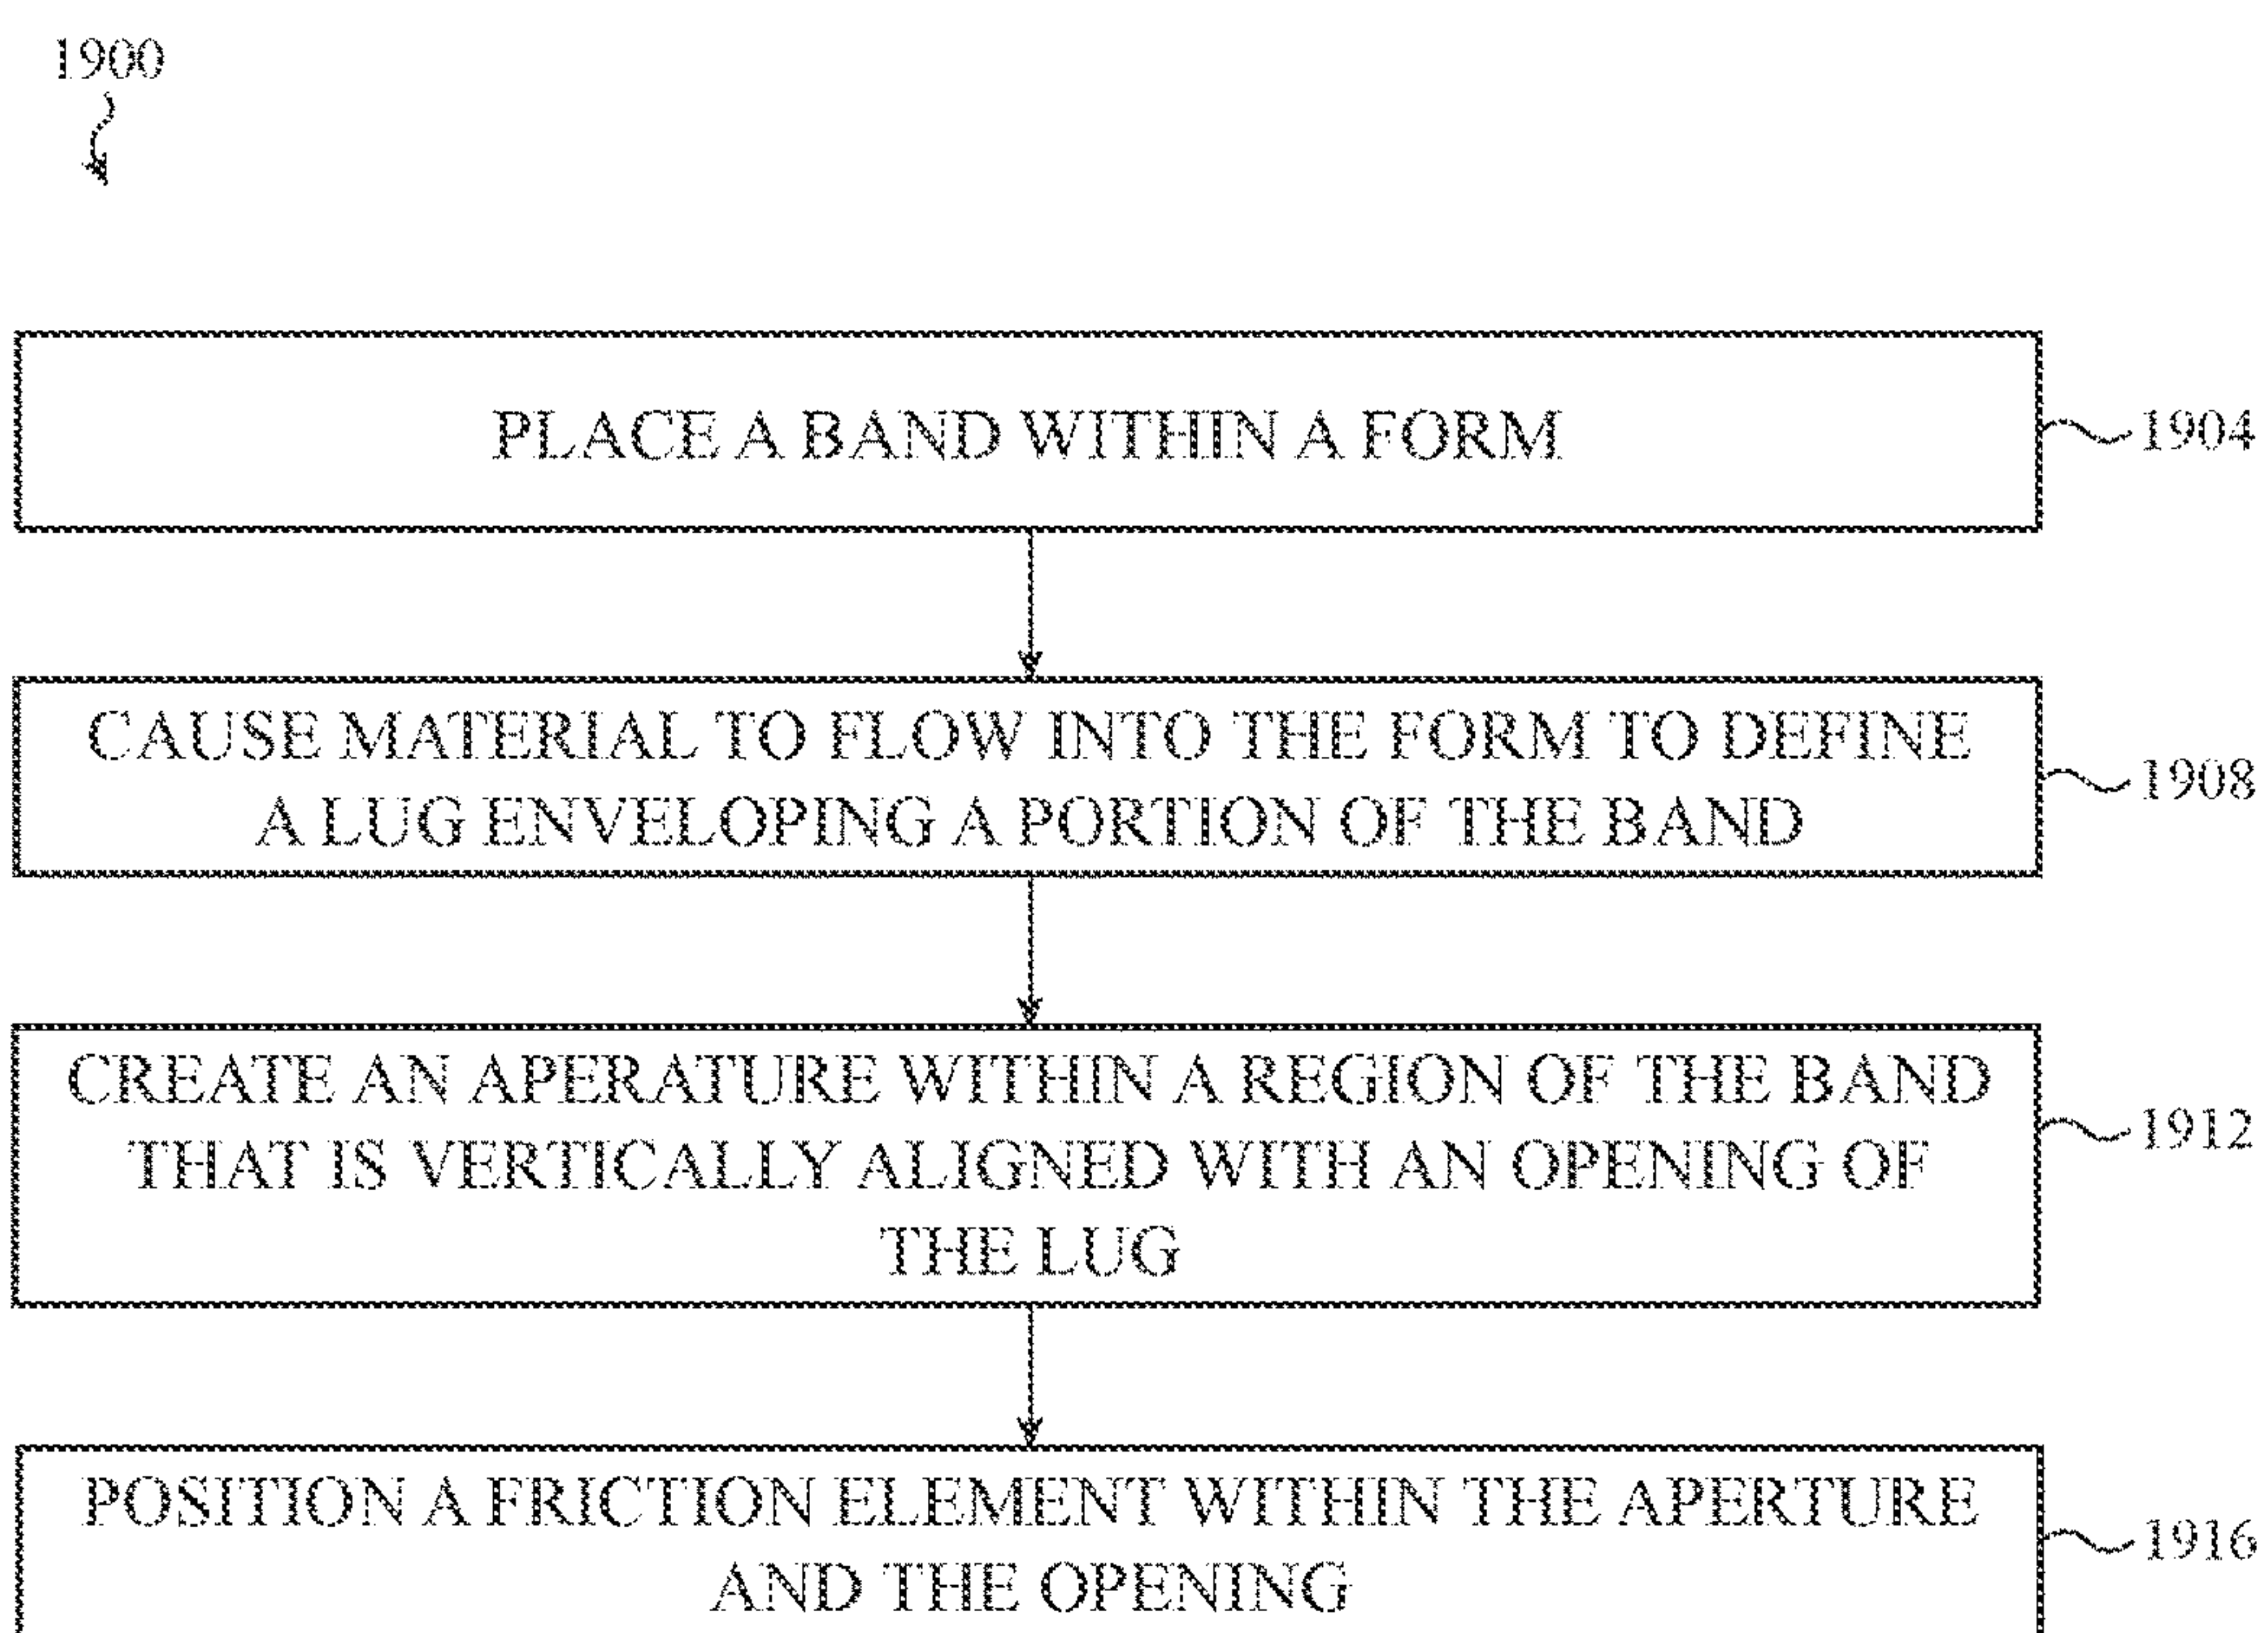 1900
PLACE A BAND WITHIN A FORM
1904
CAUSE MATERIAL TO FLOW INTO THE FORM TO DEFINE
A LUG ENVELOPING A PORTION OF THE BAND
1908
CREATE AN APERATURE WITHIN A REGION OF THE BAND
THAT IS VERTICALLY ALIGNED WITH AN OPENING OF
THE LUG
1912
POSITION A FRICTION ELEMENT WITHIN THE APERTURE
AND THE OPENING
1916